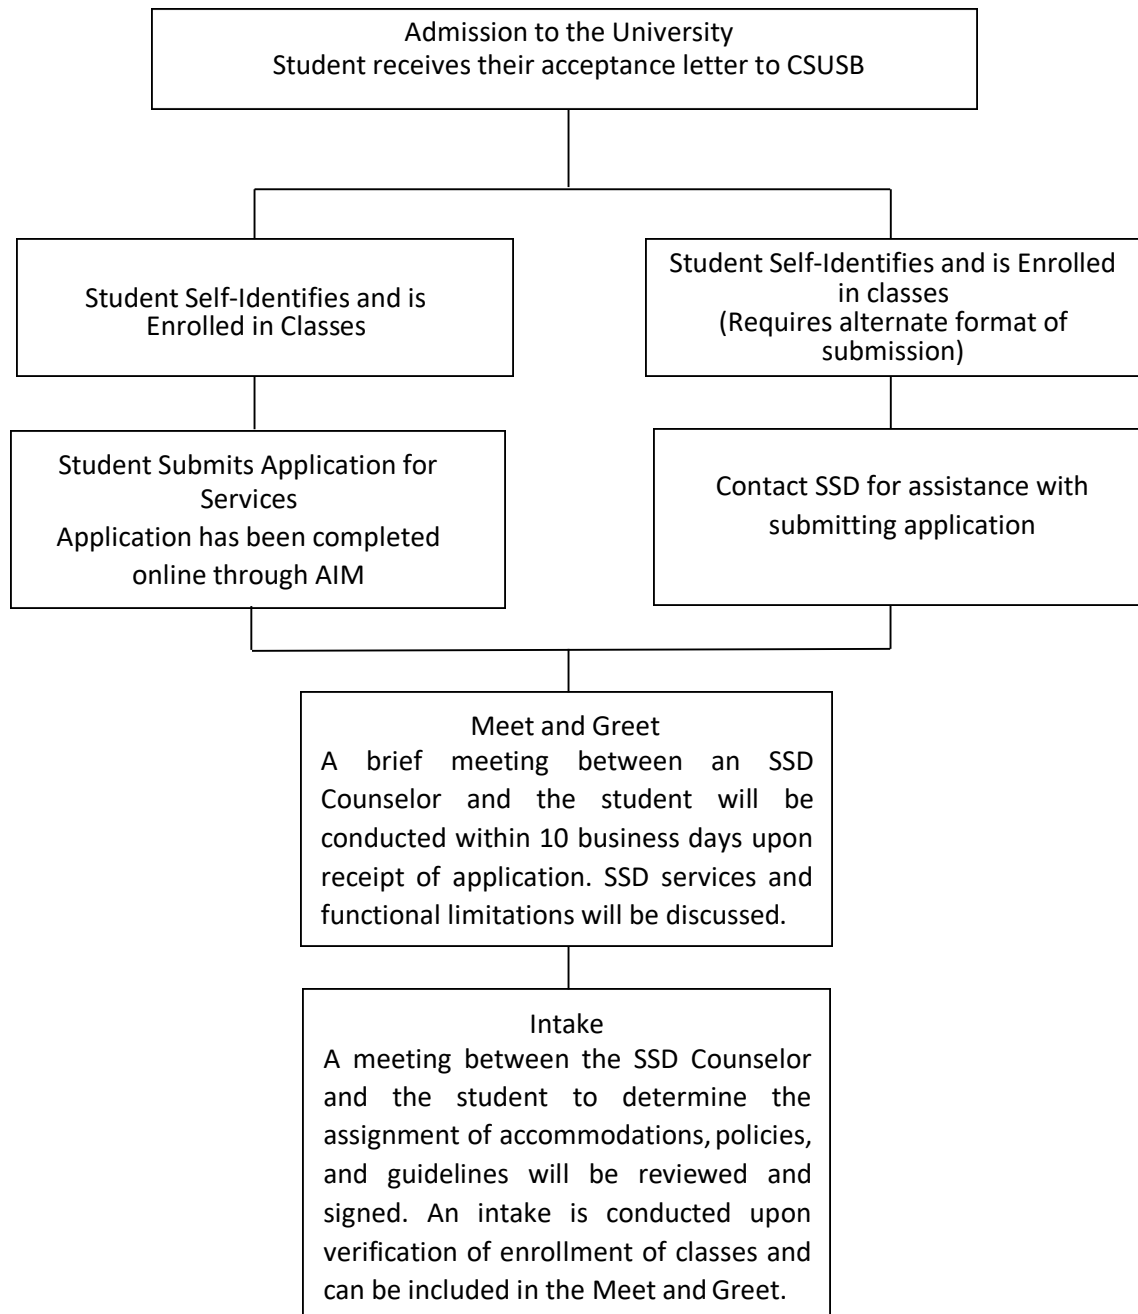 Admission to the University
Student receives their acceptance letter to CSUSB
Student Self-Identifies and is
Enrolled in Classes
Student Self-Identifies and is Enrolled
in classes
(Requires alternate format of
submission)
Student Submits Application for
Services
Application has been completed
online through AIM
Contact SSD for assistance with
submitting application
Meet and Greet
A brief meeting between an SSD
Counselor and the student will be
conducted within 10 business days upon
receipt of application. SSD services and
functional limitations will be discussed.
Intake
A meeting between the SSD Counselor
and the student to determine the
assignment of accommodations, policies,
and guidelines will be reviewed and
signed. An intake is conducted upon
verification of enrollment of classes and
can be included in the Meet and Greet.